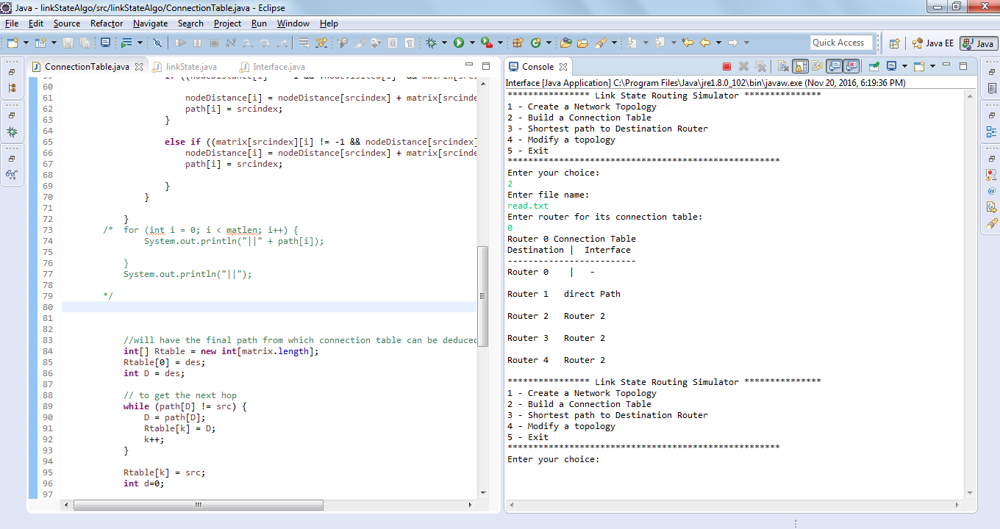 Java - linkStateAlgo/src/linkStateAlgo/ConnectionTable.java - Eclipse
File Edit Source Refactor Navigate Search Project Run Window Help
Quick Access
Java EE
Java
ConnectionTable.java
linkState.java
Interface.java
60
61 nodeDistance[i] = nodeDistance[srcindex] + matrix[srcinde
62 path[i] = srcindex;
63 }
64
65 else if ((matrix[srcindex][i] != -1 && nodeDistance[srcindex]
66 nodeDistance[i] = nodeDistance[srcindex] + matrix[srcinde
67 path[i] = srcindex;
68
69 }
70 }
71
72 }
73 /* for (int i = 0; i < matlen; i++) {
74 System.out.println("||" + path[i]);
75
76 }
77 System.out.println("||");
78
79 */
80
81
82
83 //will have the final path from which connection table can be deduced
84 int[] Rtable = new int[matrix.length];
85 Rtable[0] = des;
86 int D = des;
87
88 // to get the next hop
89 while (path[D] != src) {
90 D = path[D];
91 Rtable[k] = D;
92 k++;
93 }
94
95 Rtable[k] = src;
96 int d=0;
97
Console
Interface [Java Application] C:\Program Files\Java\jre1.8.0_102\bin\javaw.exe (Nov 20, 2016, 6:19:36 PM)
**************** Link State Routing Simulator ***************
1 - Create a Network Topology
2 - Build a Connection Table
3 - Shortest path to Destination Router
4 - Modify a topology
5 - Exit
*****************************************************
Enter your choice:
2
Enter file name:
read.txt
Enter router for its connection table:
0
Router 0 Connection Table
Destination | Interface
-------------------------
Router 0 | -
Router 1 direct Path
Router 2 Router 2
Router 3 Router 2
Router 4 Router 2
**************** Link State Routing Simulator ***************
1 - Create a Network Topology
2 - Build a Connection Table
3 - Shortest path to Destination Router
4 - Modify a topology
5 - Exit
*****************************************************
Enter your choice: